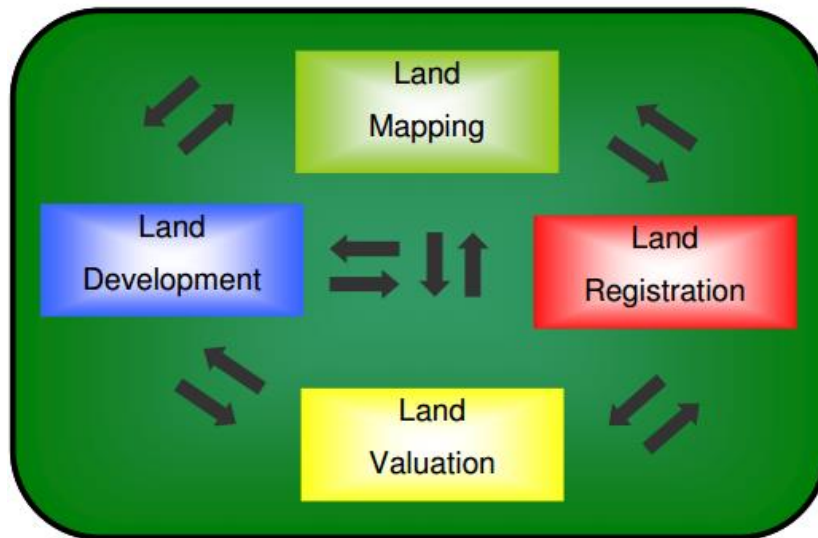 Land
Mapping
Land
Development
Land
Registration
Land
Valuation